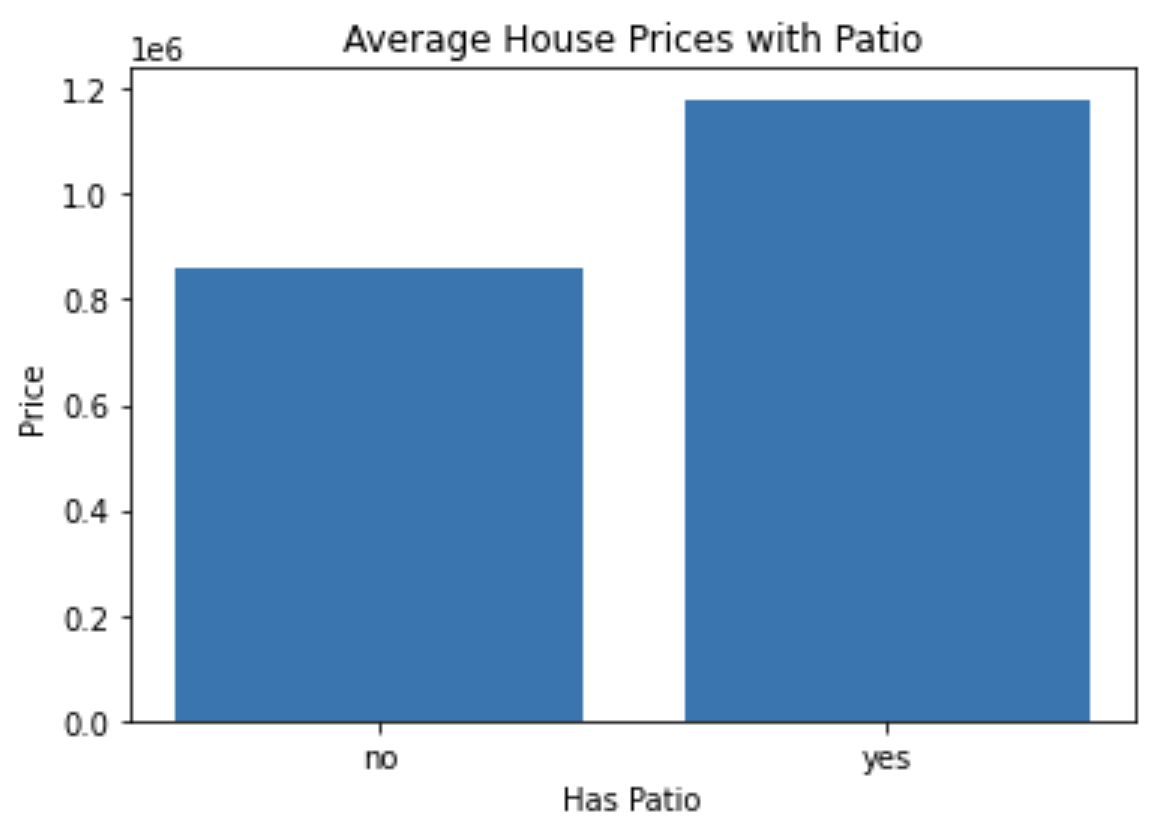 Average House Prices with Patio
1e6
1.2
1.0
0.8
0.6
0.4
0.2
0.0
Price
no yes
Has Patio